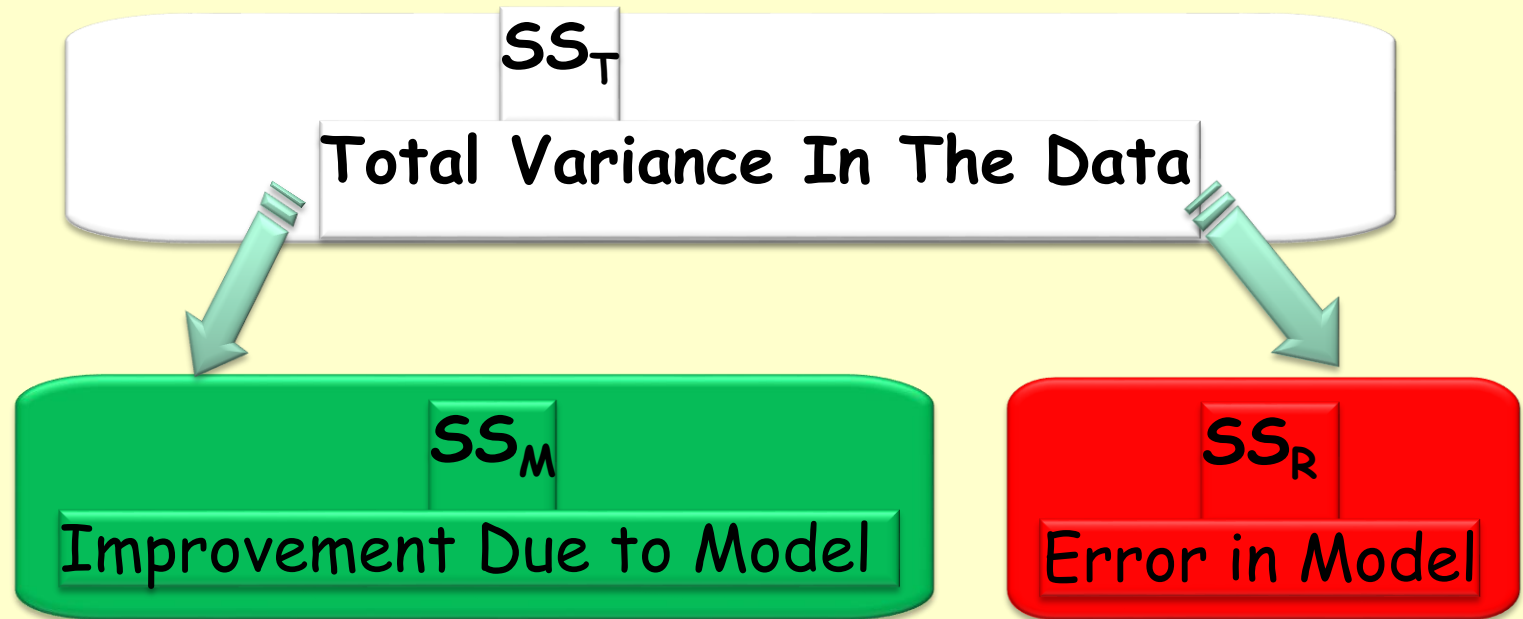 SST
Total Variance In The Data
SSM
Improvement Due to Model
SSR
Error in Model